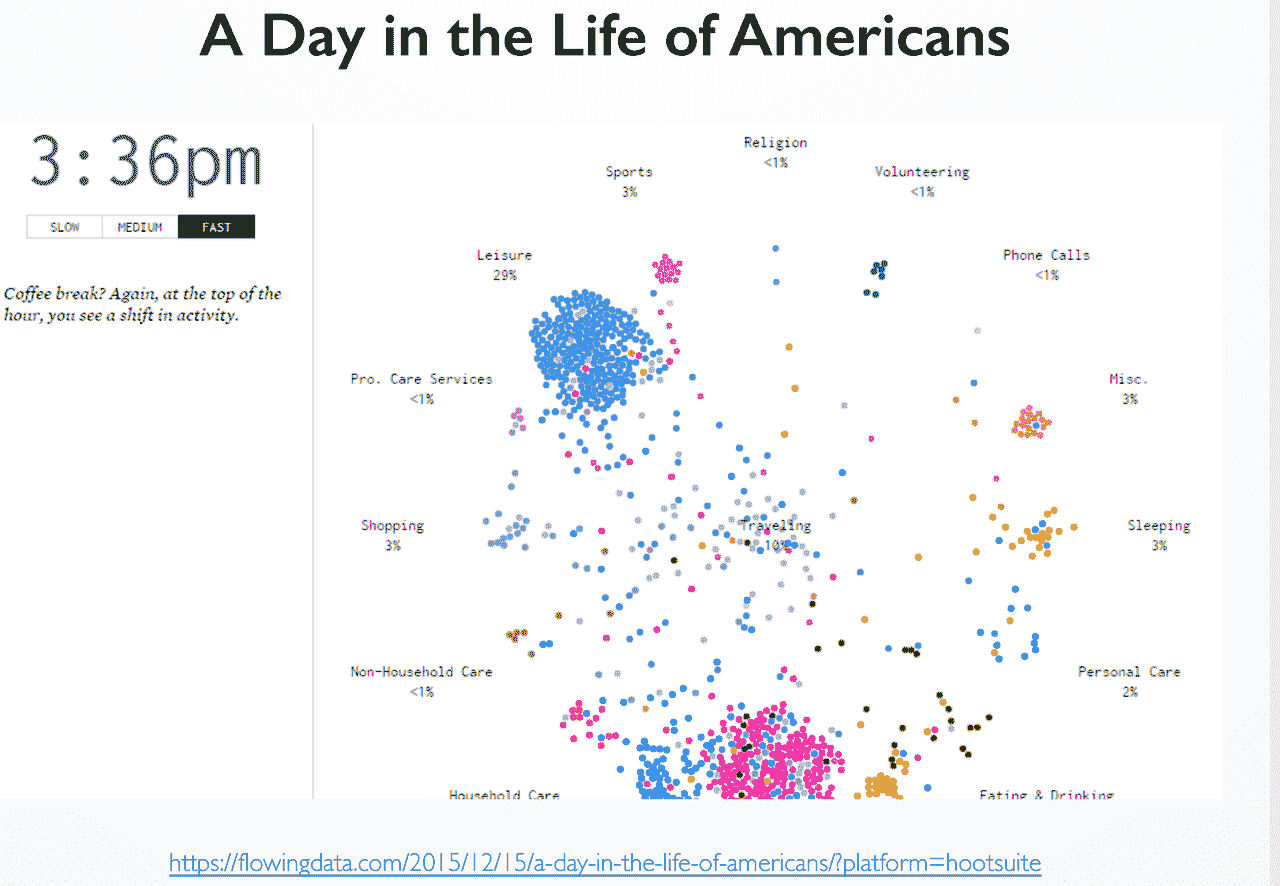 A Day in the Life of Americans
3:36pm
SLOW MEDIUM FAST
Coffee break? Again, at the top of the
hour, you see a shift in activity.
Religion
<1%
Sports
3%
Volunteering
<1%
Leisure
29%
Phone Calls
<1%
Pro. Care Services
<1%
Misc.
3%
Shopping
3%
Traveling
10%
Sleeping
3%
Non-Household Care
<1%
Personal Care
2%
Household Care
Eating & Drinking
https://flowingdata.com/2015/12/15/a-day-in-the-life-of-americans/?platform=hootsuite